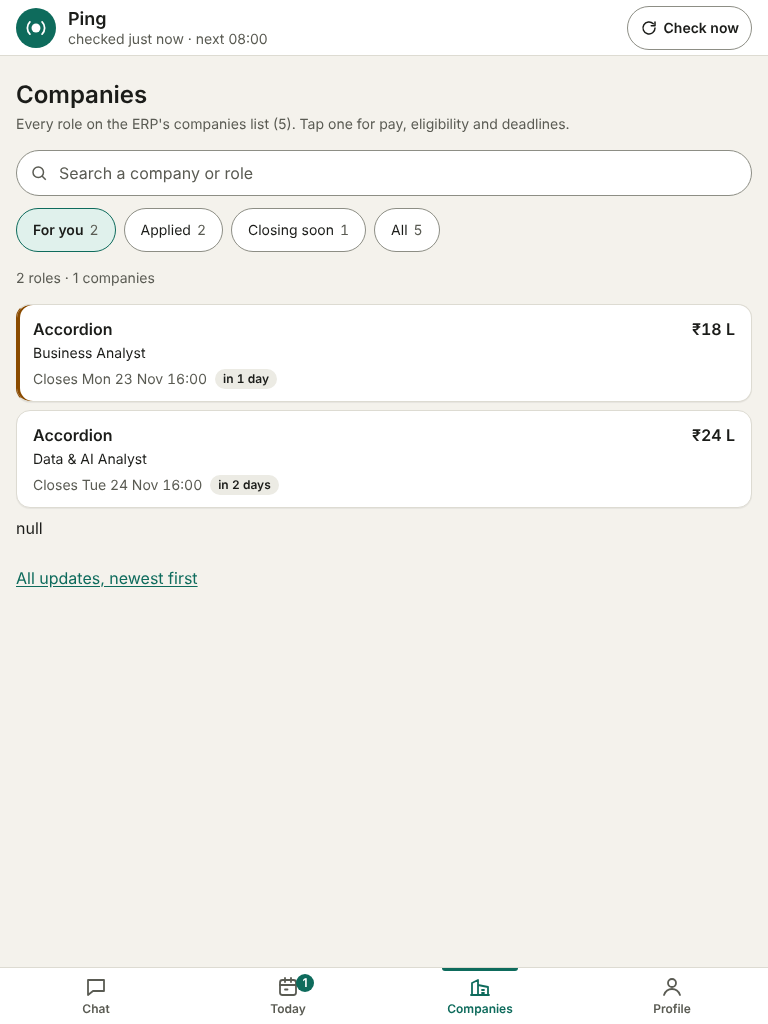 Ping
checked just now · next 08:00
Check now
Companies
Every role on the ERP's companies list (5). Tap one for pay, eligibility and deadlines.
Search a company or role
For you 2
Applied 2
Closing soon 1
All 5
2 roles · 1 companies
Accordion
₹18 L
Business Analyst
Closes Mon 23 Nov 16:00 in 1 day
Accordion
₹24 L
Data & AI Analyst
Closes Tue 24 Nov 16:00 in 2 days
null
All updates, newest first
1
Chat
Today
Companies
Profile